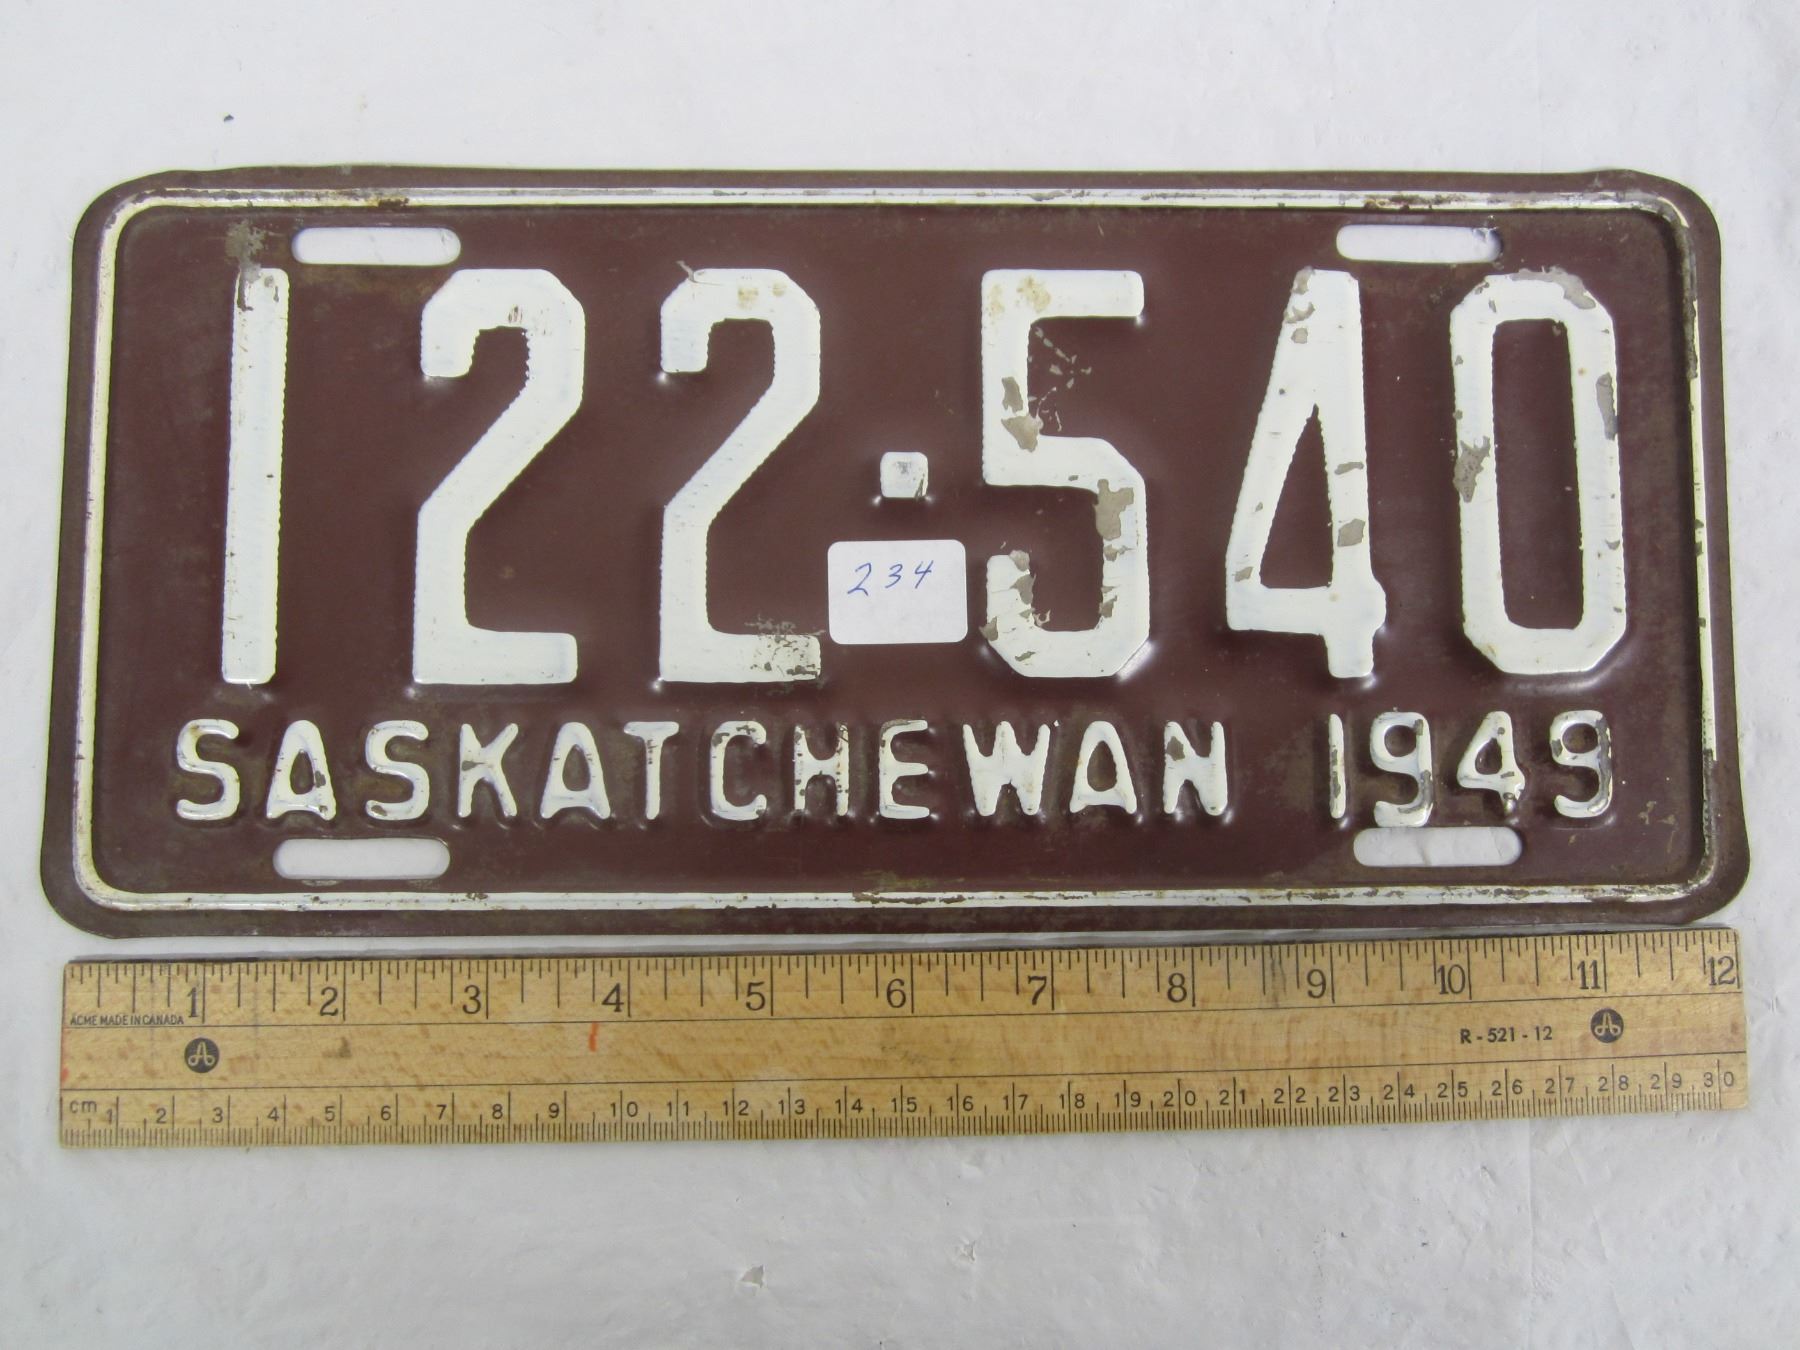 122·540
234
SASKATCHEWAN 1949
1 2 3 4 5 6 7 8 9 10 11 12
ACME MADE IN CANADA
A A
R-521-12
cm 1 2 3 4 5 6 7 8 9 10 11 12 13 14 15 16 17 18 19 20 21 22 23 24 25 26 27 28 29 30